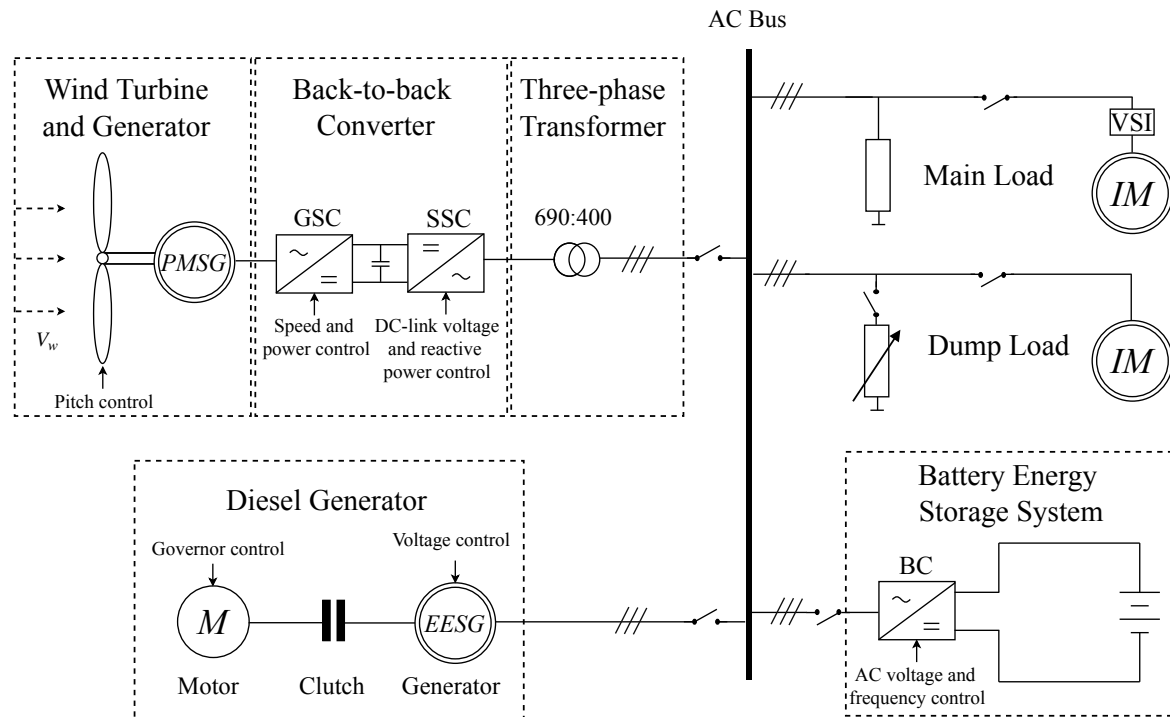 AC Bus
Wind Turbine
and Generator
Back-to-back
Converter
Three-phase
Transformer
VSI
Main Load
IM
GSC
SSC
690:400
PMSG
V_w
Speed and
power control
DC-link voltage
and reactive
power control
Pitch control
Dump Load
IM
Diesel Generator
Governor control
Voltage control
M
EESG
Motor
Clutch
Generator
Battery Energy
Storage System
BC
AC voltage and
frequency control